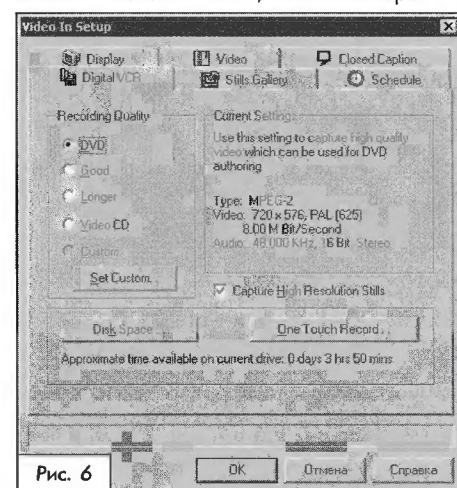 Video In Setup
Display
Video
Closed Caption
Digital VCR
Stills Gallery
Schedule
Recording Quality
DVD
Good
Longer
Video CD
Custom
Set Custom...
Current Settings
Use this setting to capture high quality
video which can be used for DVD
authoring
Type: MPEG-2
Video: 720 x 576, PAL (625)
8.00 M Bit/Second
Audio: 48.000 KHz, 16 Bit Stereo
Capture High Resolution Stills
Disk Space...
One Touch Record...
Approximate time available on current drive: 0 days 3 hrs 50 mins
Рис. 6
OK
Отмена
Справка